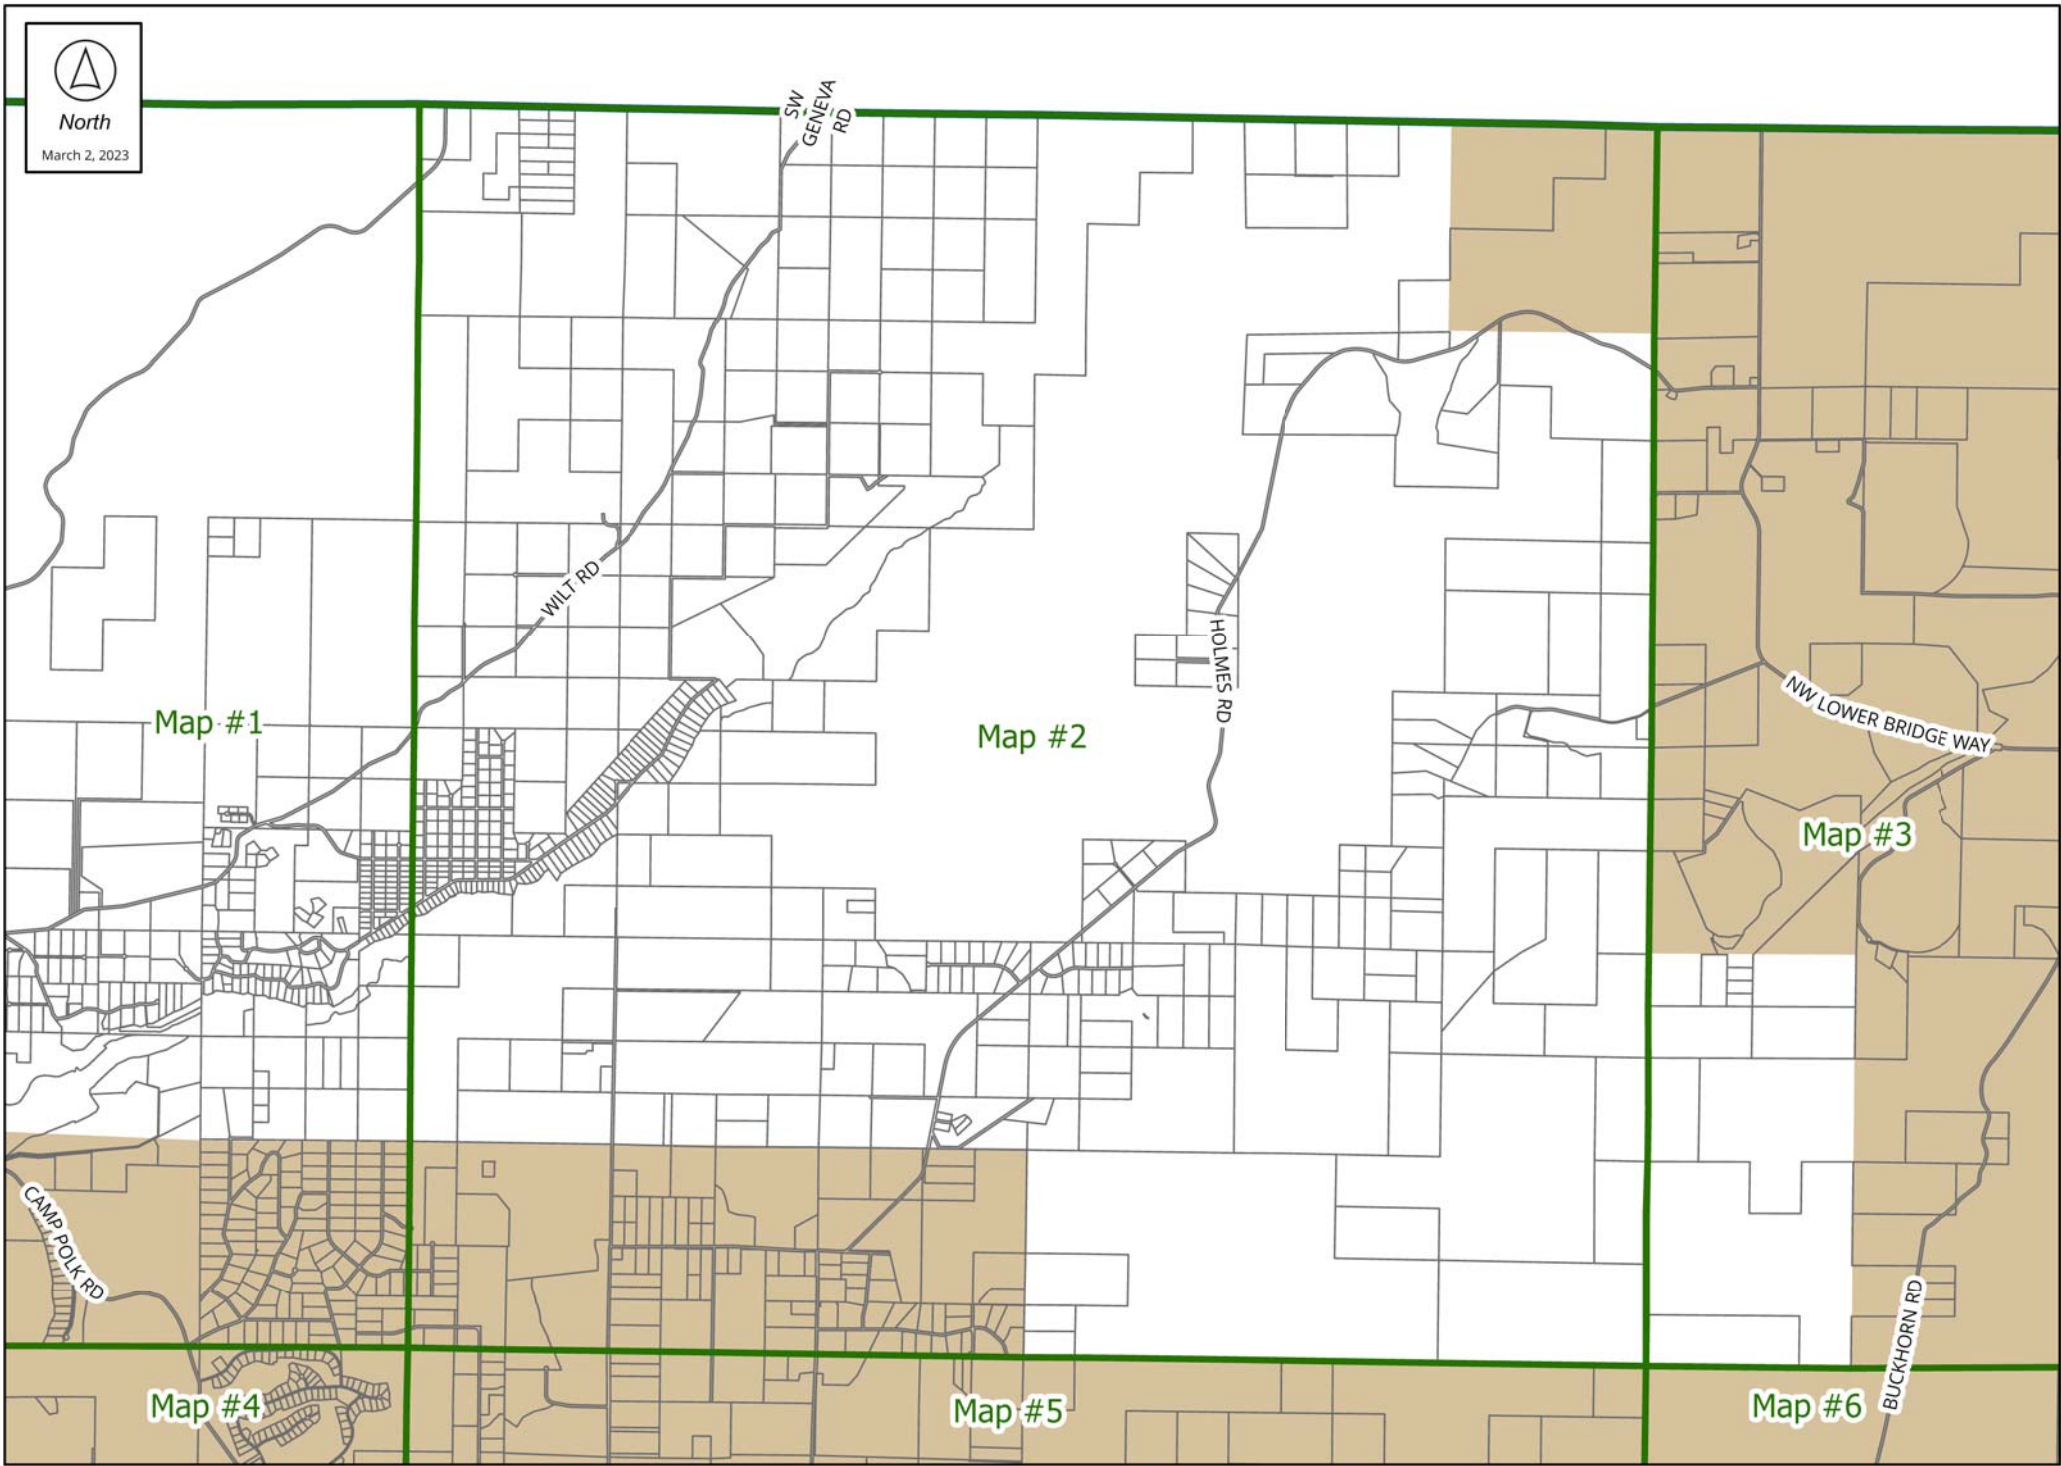 North
March 2, 2023
SW
GENEVA
RD
WILT RD
HOLMES RD
NW LOWER BRIDGE WAY
Map #1
Map #2
Map #3
CAMP POLK RD
BUCKHORN RD
Map #4
Map #5
Map #6